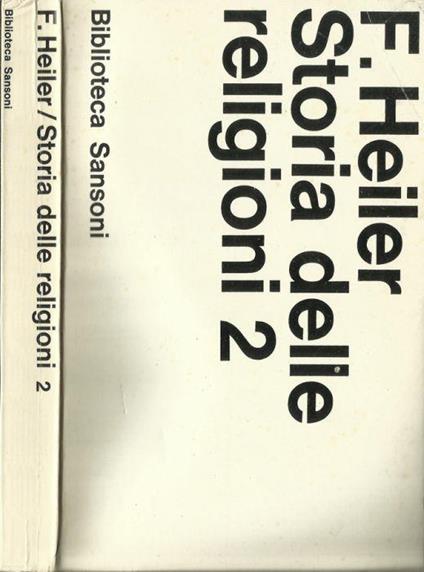 Biblioteca Sansoni
F. Heiler/Storia delle religioni 2
F. Heiler
Storia delle
religioni 2
Biblioteca Sansoni